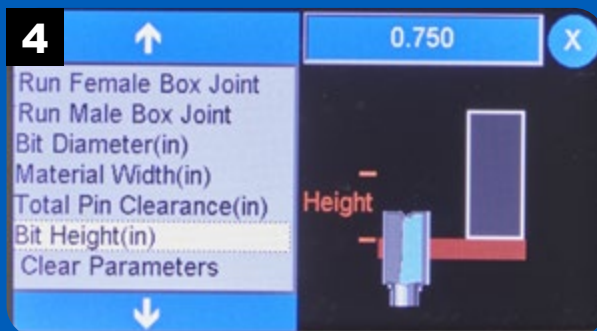 4
0.750
X
Run Female Box Joint
Run Male Box Joint
Bit Diameter(in)
Material Width(in)
Total Pin Clearance(in)
Bit Height(in)
Clear Parameters
Height